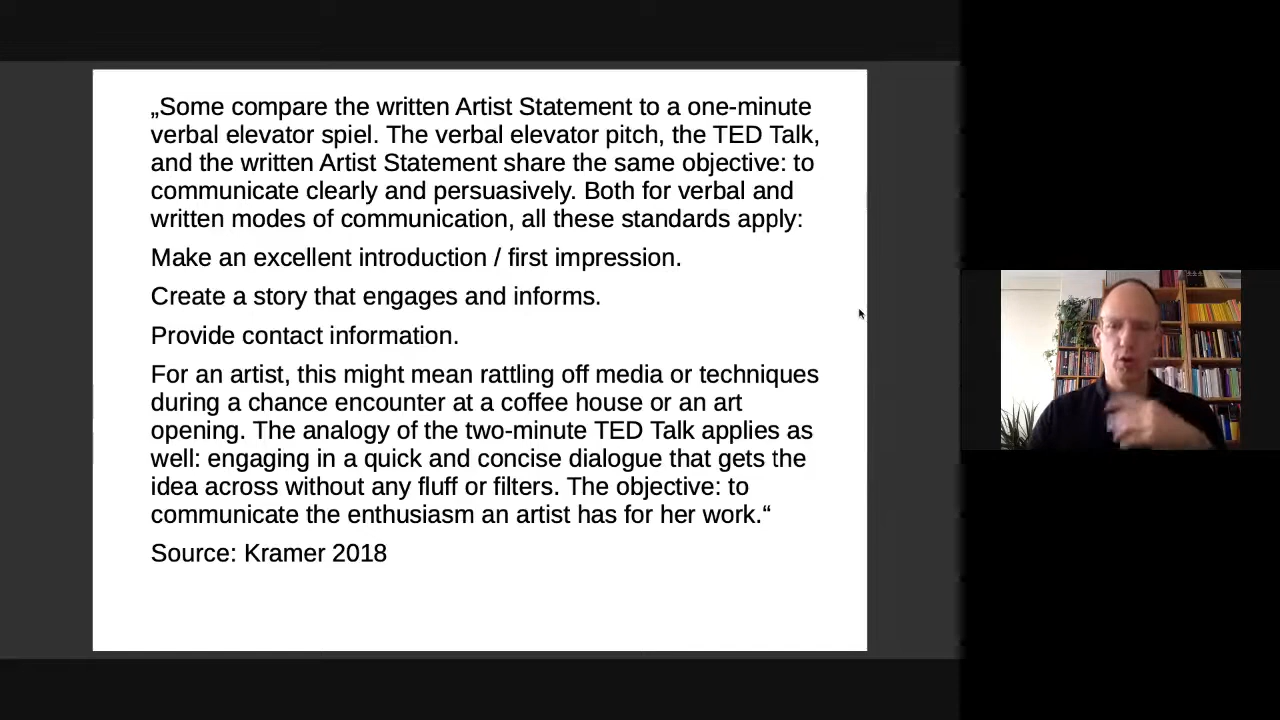 „Some compare the written Artist Statement to a one-minute
verbal elevator spiel. The verbal elevator pitch, the TED Talk,
and the written Artist Statement share the same objective: to
communicate clearly and persuasively. Both for verbal and
written modes of communication, all these standards apply:
Make an excellent introduction / first impression.
Create a story that engages and informs.
Provide contact information.
For an artist, this might mean rattling off media or techniques
during a chance encounter at a coffee house or an art
opening. The analogy of the two-minute TED Talk applies as
well: engaging in a quick and concise dialogue that gets the
idea across without any fluff or filters. The objective: to
communicate the enthusiasm an artist has for her work.“
Source: Kramer 2018